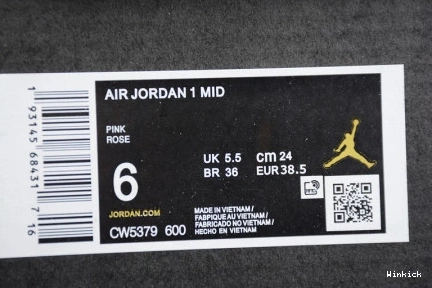 AIR JORDAN 1 MID
PINK
ROSE
6
UK 5.5 cm 24
BR 36 EUR 38.5
JORDAN.COM
CW5379 600
MADE IN VIETNAM /
FABRIQUE AU VIETNAM /
FABRICADO NO VIETNAM /
HECHO EN VIETNAM
1 93145 68431 7 16
Winkick